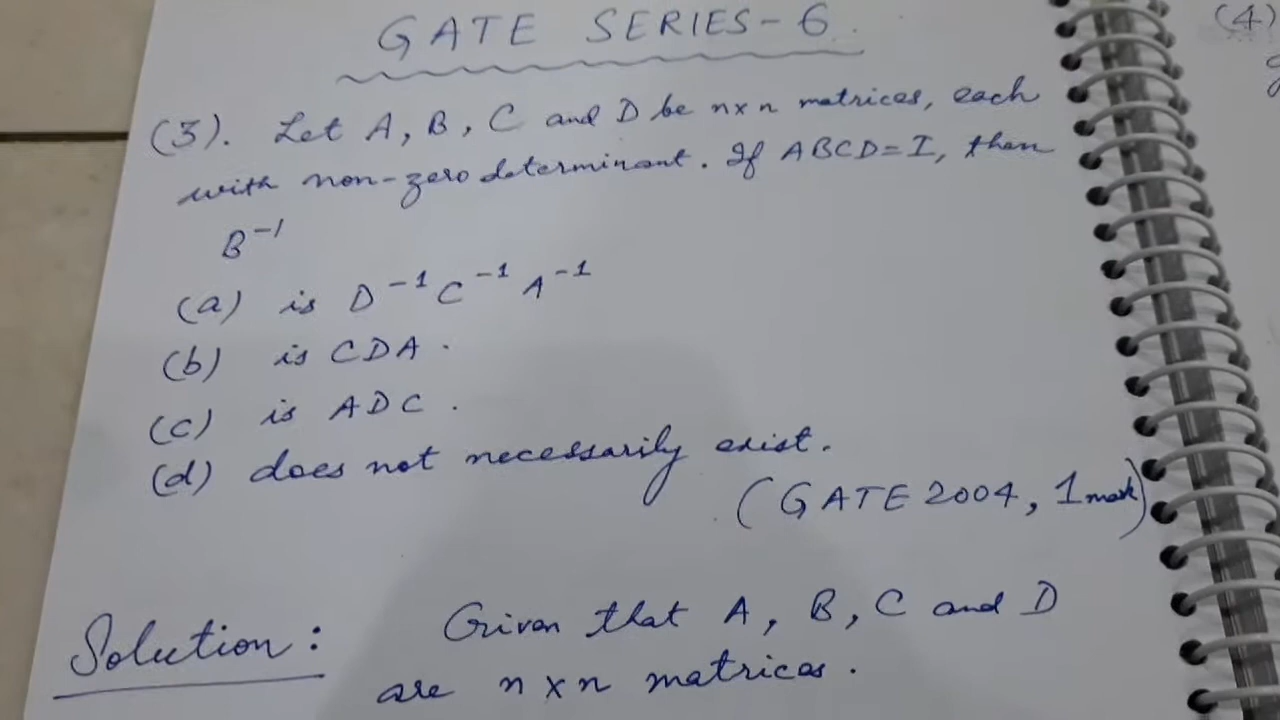 GATE SERIES-6.
(3). Let A, B, C and D be n×n matrices, each
with non-zero determinant. If ABCD=I, then
B⁻¹
(a) is D⁻¹C⁻¹A⁻¹
(b) is CDA.
(c) is ADC.
(d) does not necessarily exist.
(GATE 2004, 1 mark)
Solution: Given that A, B, C and D
are n×n matrices.
(4)